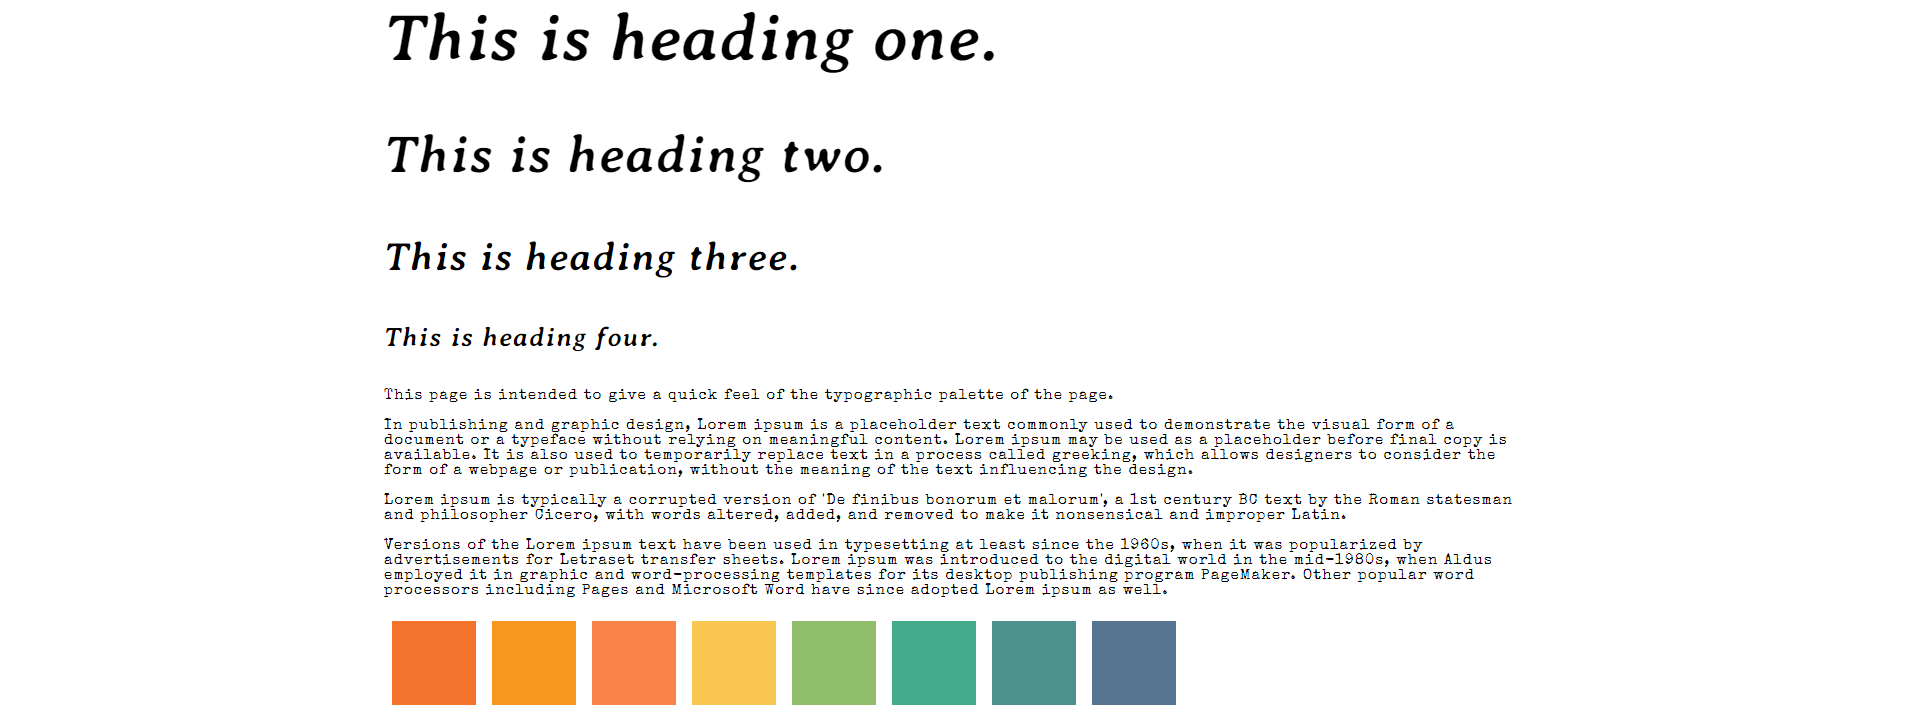 This is heading one.
This is heading two.
This is heading three.
This is heading four.
This page is intended to give a quick feel of the typographic palette of the page.
In publishing and graphic design, Lorem ipsum is a placeholder text commonly used to demonstrate the visual form of a
document or a typeface without relying on meaningful content. Lorem ipsum may be used as a placeholder before final copy is
available. It is also used to temporarily replace text in a process called greeking, which allows designers to consider the
form of a webpage or publication, without the meaning of the text influencing the design.
Lorem ipsum is typically a corrupted version of 'De finibus bonorum et malorum', a 1st century BC text by the Roman statesman
and philosopher Cicero, with words altered, added, and removed to make it nonsensical and improper Latin.
Versions of the Lorem ipsum text have been used in typesetting at least since the 1960s, when it was popularized by
advertisements for Letraset transfer sheets. Lorem ipsum was introduced to the digital world in the mid-1980s, when Aldus
employed it in graphic and word-processing templates for its desktop publishing program PageMaker. Other popular word
processors including Pages and Microsoft Word have since adopted Lorem ipsum as well.